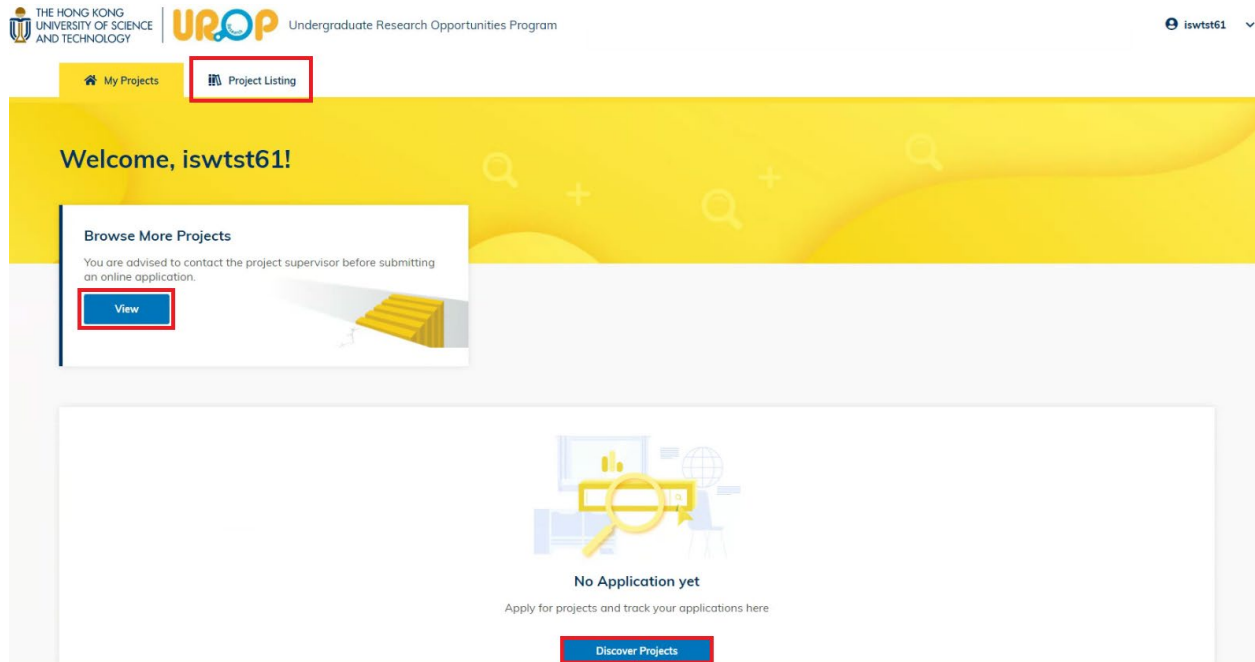 THE HONG KONG
UNIVERSITY OF SCIENCE
AND TECHNOLOGY
UROP
Undergraduate Research Opportunities Program
iswtst61
My Projects
Project Listing
Welcome, iswtst61!
Browse More Projects
You are advised to contact the project supervisor before submitting
an online application.
View
No Application yet
Apply for projects and track your applications here
Discover Projects